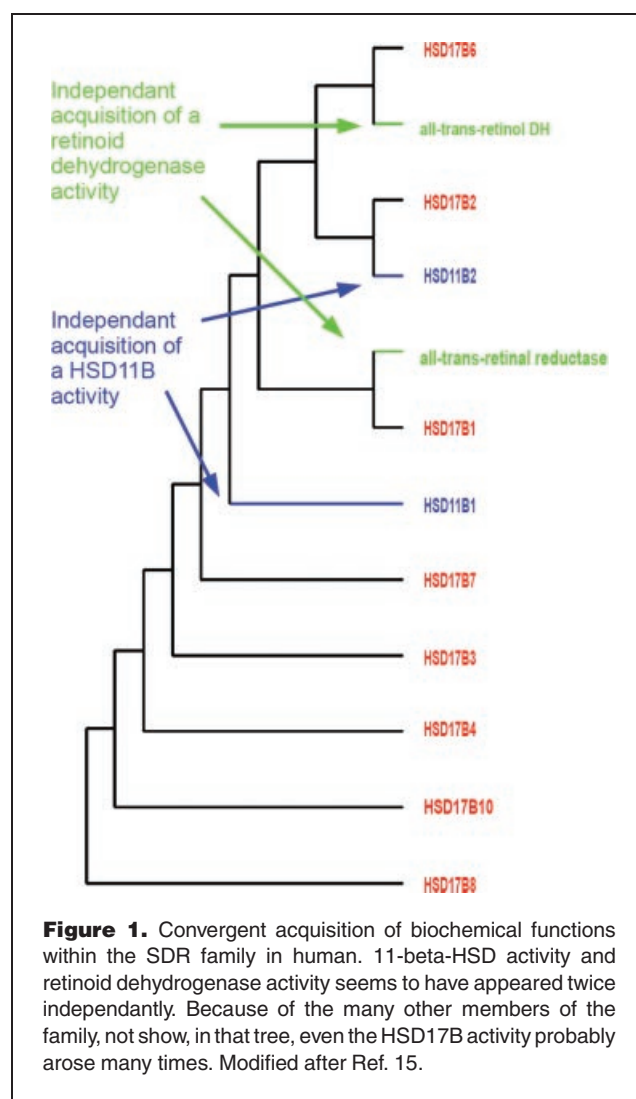 HSD17B6
Independant
acquisition of a
retinoid
dehydrogenase
activity
all-trans-retinol DH
HSD17B2
HSD11B2
Independant
acquisition of
a HSD11B
activity
all-trans-retinal reductase
HSD17B1
HSD11B1
HSD17B7
HSD17B3
HSD17B4
HSD17B10
HSD17B8
Figure 1. Convergent acquisition of biochemical functions
within the SDR family in human. 11-beta-HSD activity and
retinoid dehydrogenase activity seems to have appeared twice
independantly. Because of the many other members of the
family, not show, in that tree, even the HSD17B activity probably
arose many times. Modified after Ref. 15.